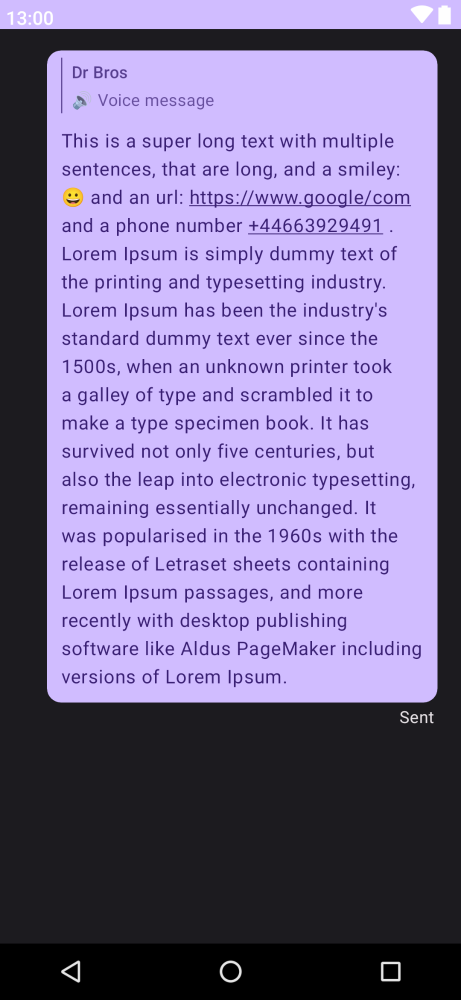 13:00
Dr Bros
🔊 Voice message
This is a super long text with multiple
sentences, that are long, and a smiley:
😀 and an url: https://www.google/com
and a phone number +44663929491 .
Lorem Ipsum is simply dummy text of
the printing and typesetting industry.
Lorem Ipsum has been the industry's
standard dummy text ever since the
1500s, when an unknown printer took
a galley of type and scrambled it to
make a type specimen book. It has
survived not only five centuries, but
also the leap into electronic typesetting,
remaining essentially unchanged. It
was popularised in the 1960s with the
release of Letraset sheets containing
Lorem Ipsum passages, and more
recently with desktop publishing
software like Aldus PageMaker including
versions of Lorem Ipsum.
Sent